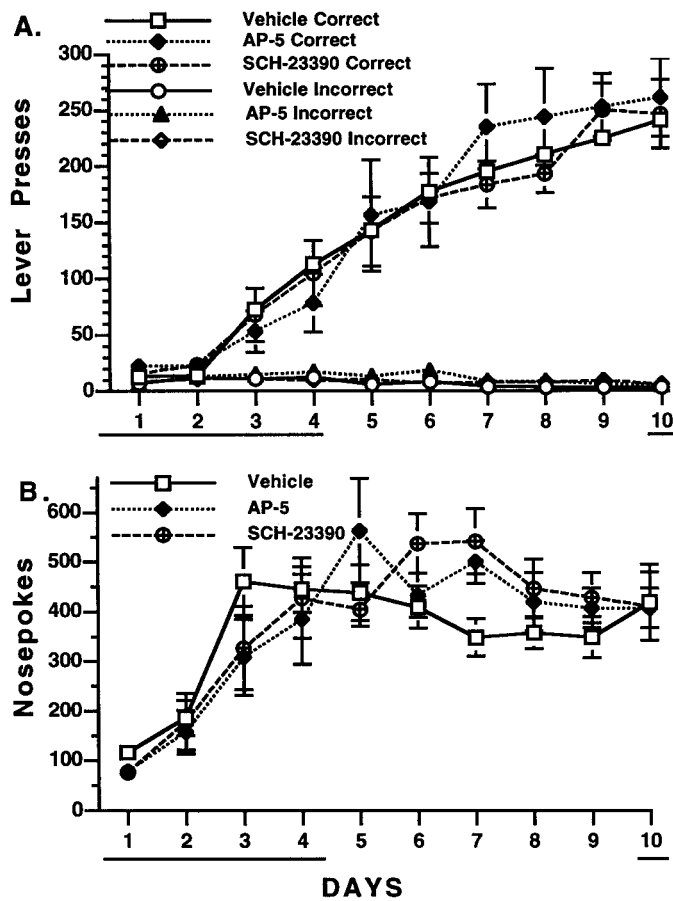 A.
Vehicle Correct
AP-5 Correct
SCH-23390 Correct
Vehicle Incorrect
AP-5 Incorrect
SCH-23390 Incorrect
Lever Presses
300
250
200
150
100
50
0
1 2 3 4 5 6 7 8 9 10
B.
Vehicle
AP-5
SCH-23390
Nosepokes
600
500
400
300
200
100
0
1 2 3 4 5 6 7 8 9 10
DAYS